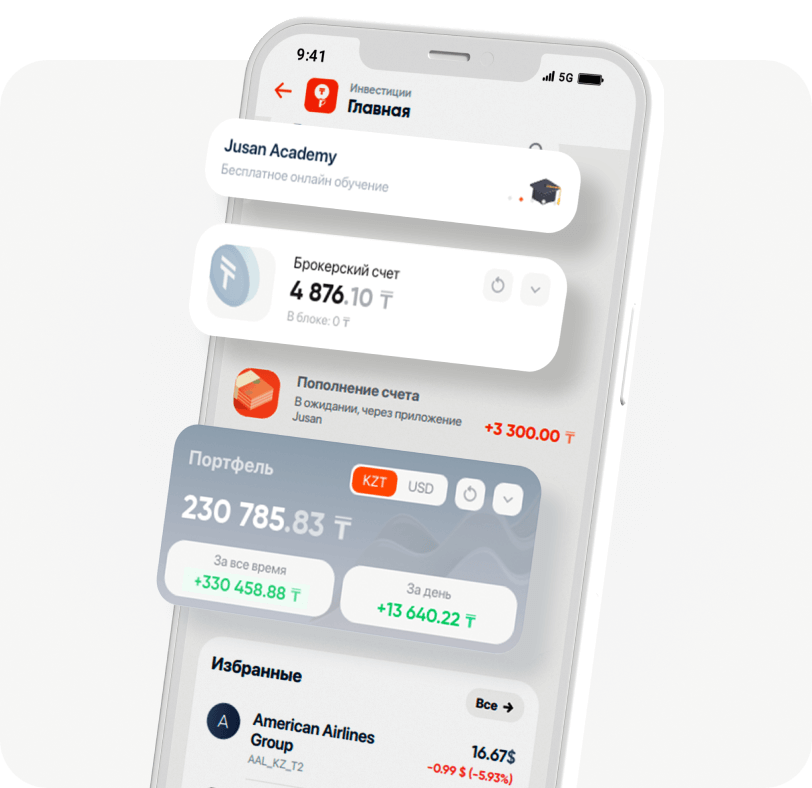 9:41
5G
Инвестиции
Главная
Jusan Academy
Бесплатное онлайн обучение
Брокерский счет
4 876.10 ₸
В блоке: 0 ₸
Пополнение счета
В ожидании, через приложение
Jusan
+3 300.00 ₸
Портфель
KZT
USD
230 785.83 ₸
За все время
+330 458.88 ₸
За день
+13 640.22 ₸
Избранные
Все →
A
American Airlines
Group
AAL_KZ_T2
16.67$
-0.99 $ (-5.93%)